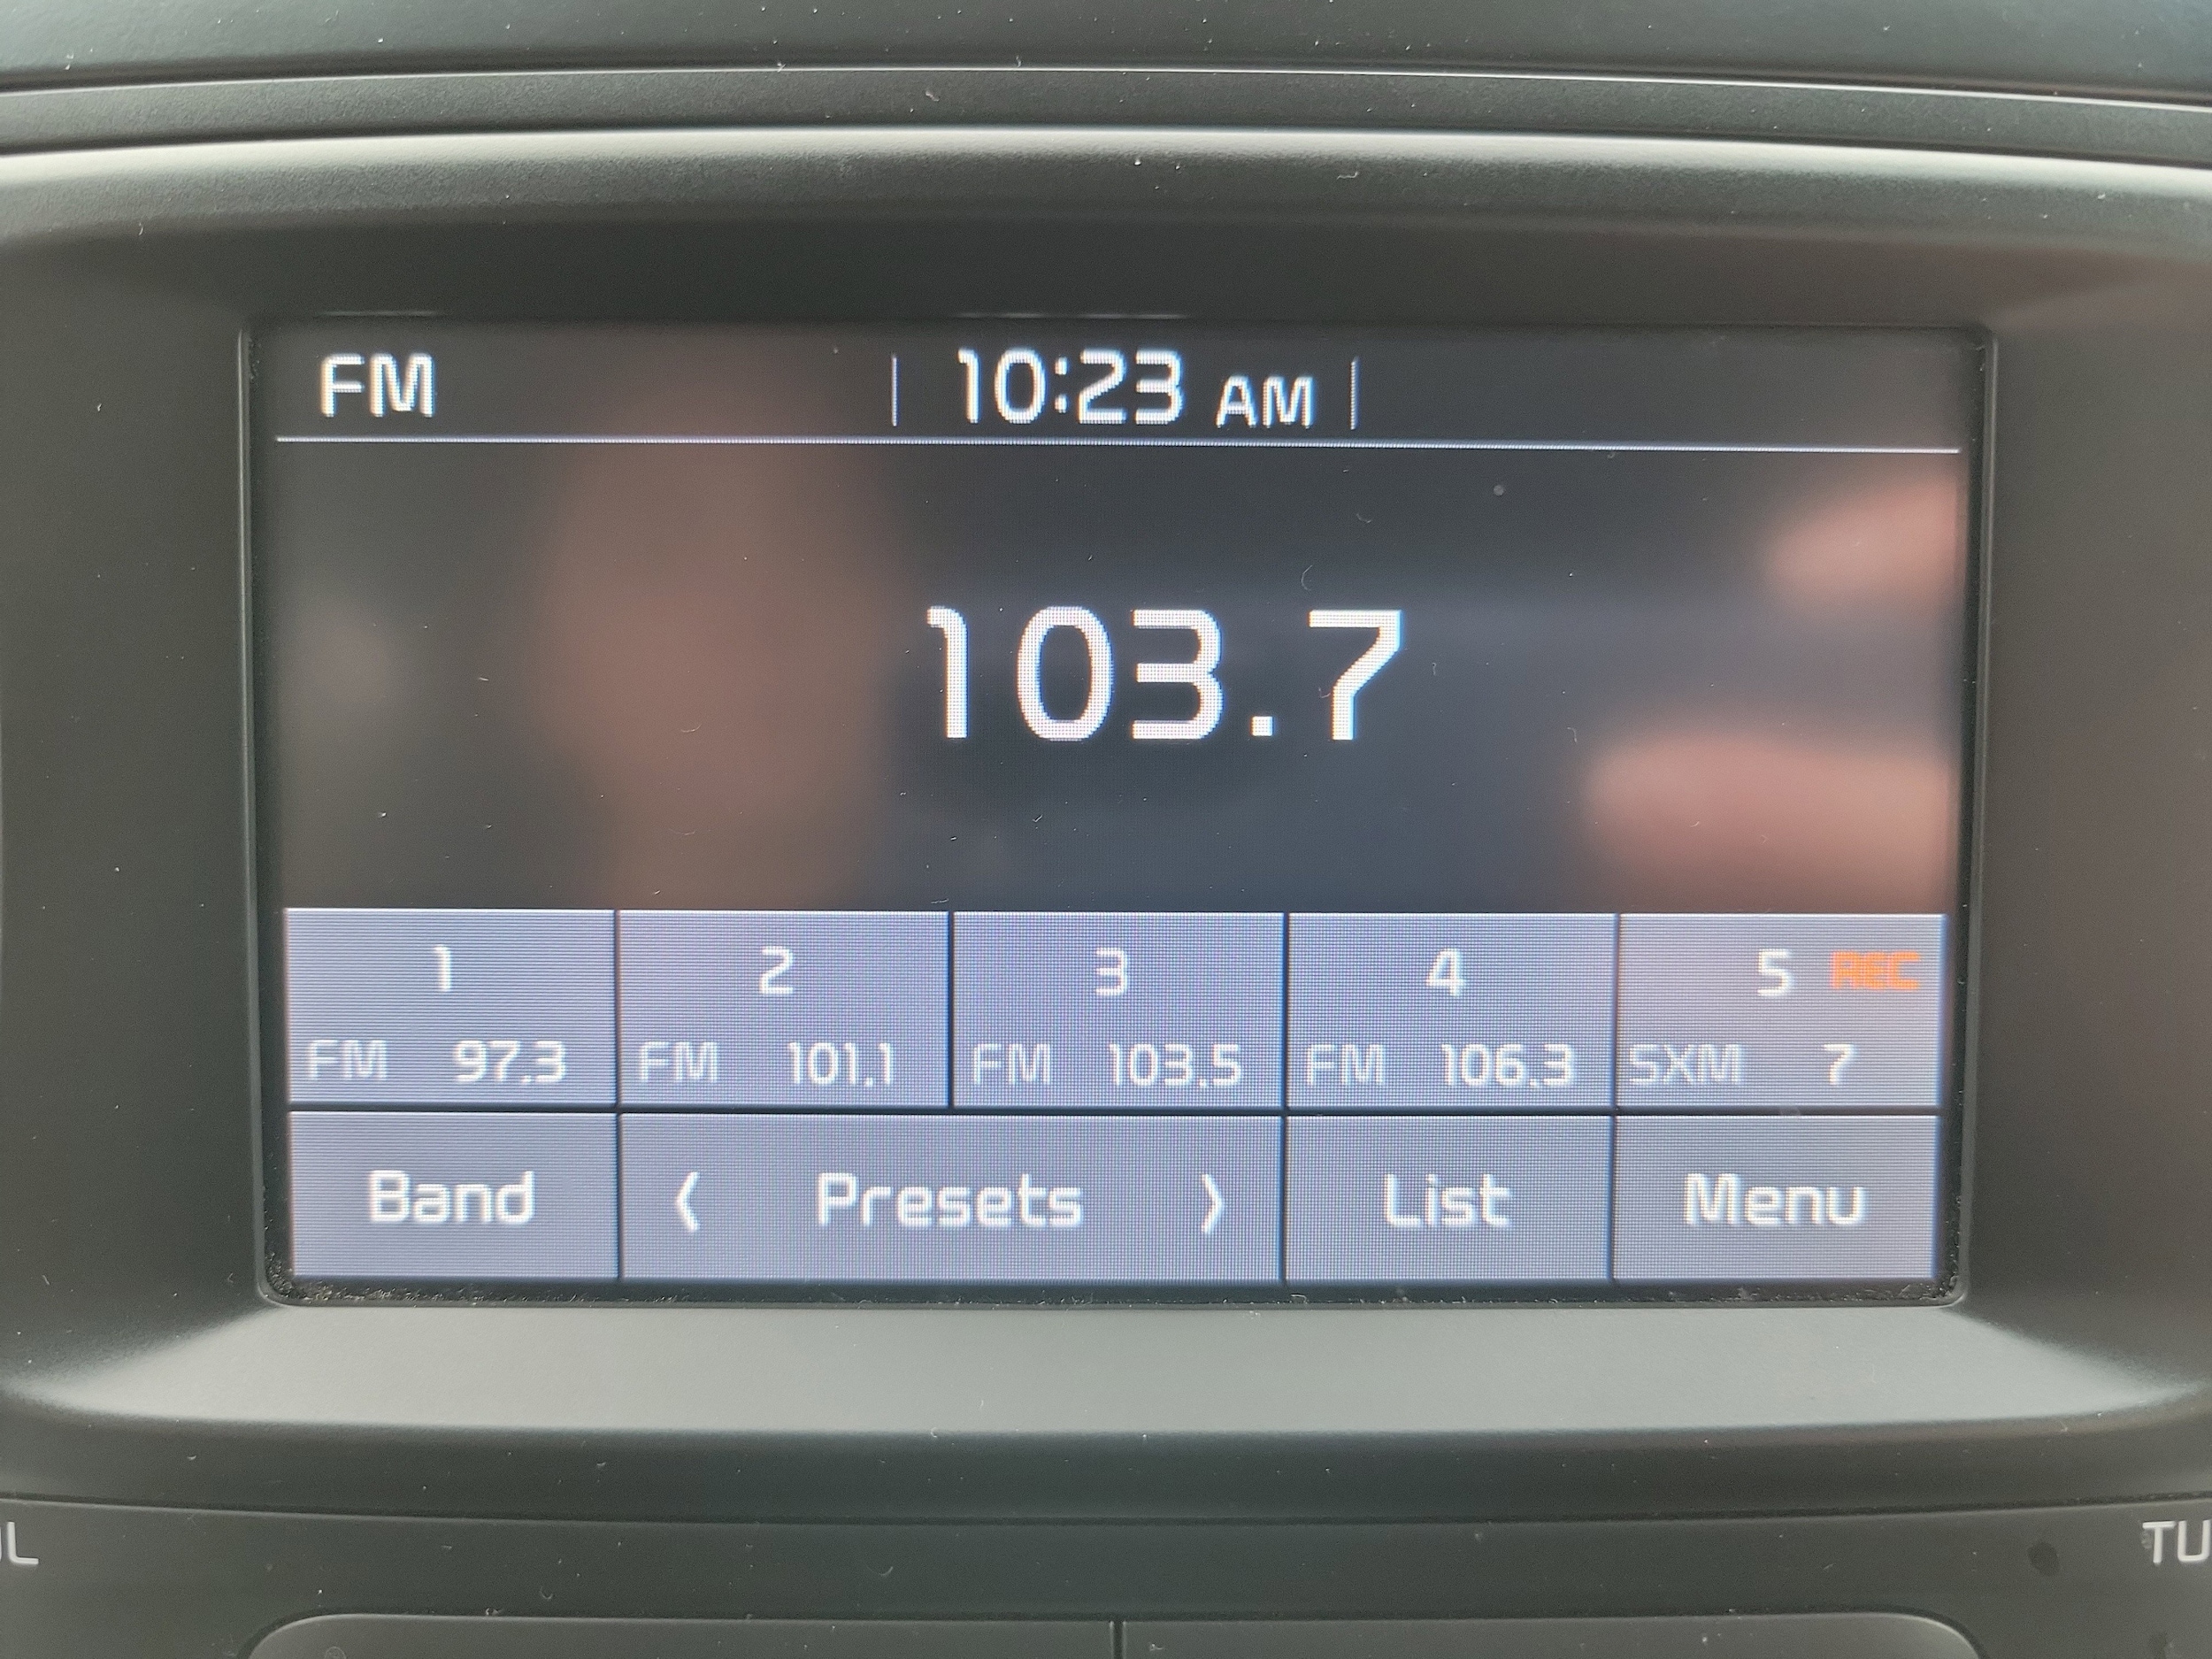 FM 10:23 AM
103.7
1 2 3 4 5 REC
FM 97.3 FM 101.1 FM 103.5 FM 106.3 SXM 7
Band Presets List Menu
L TU